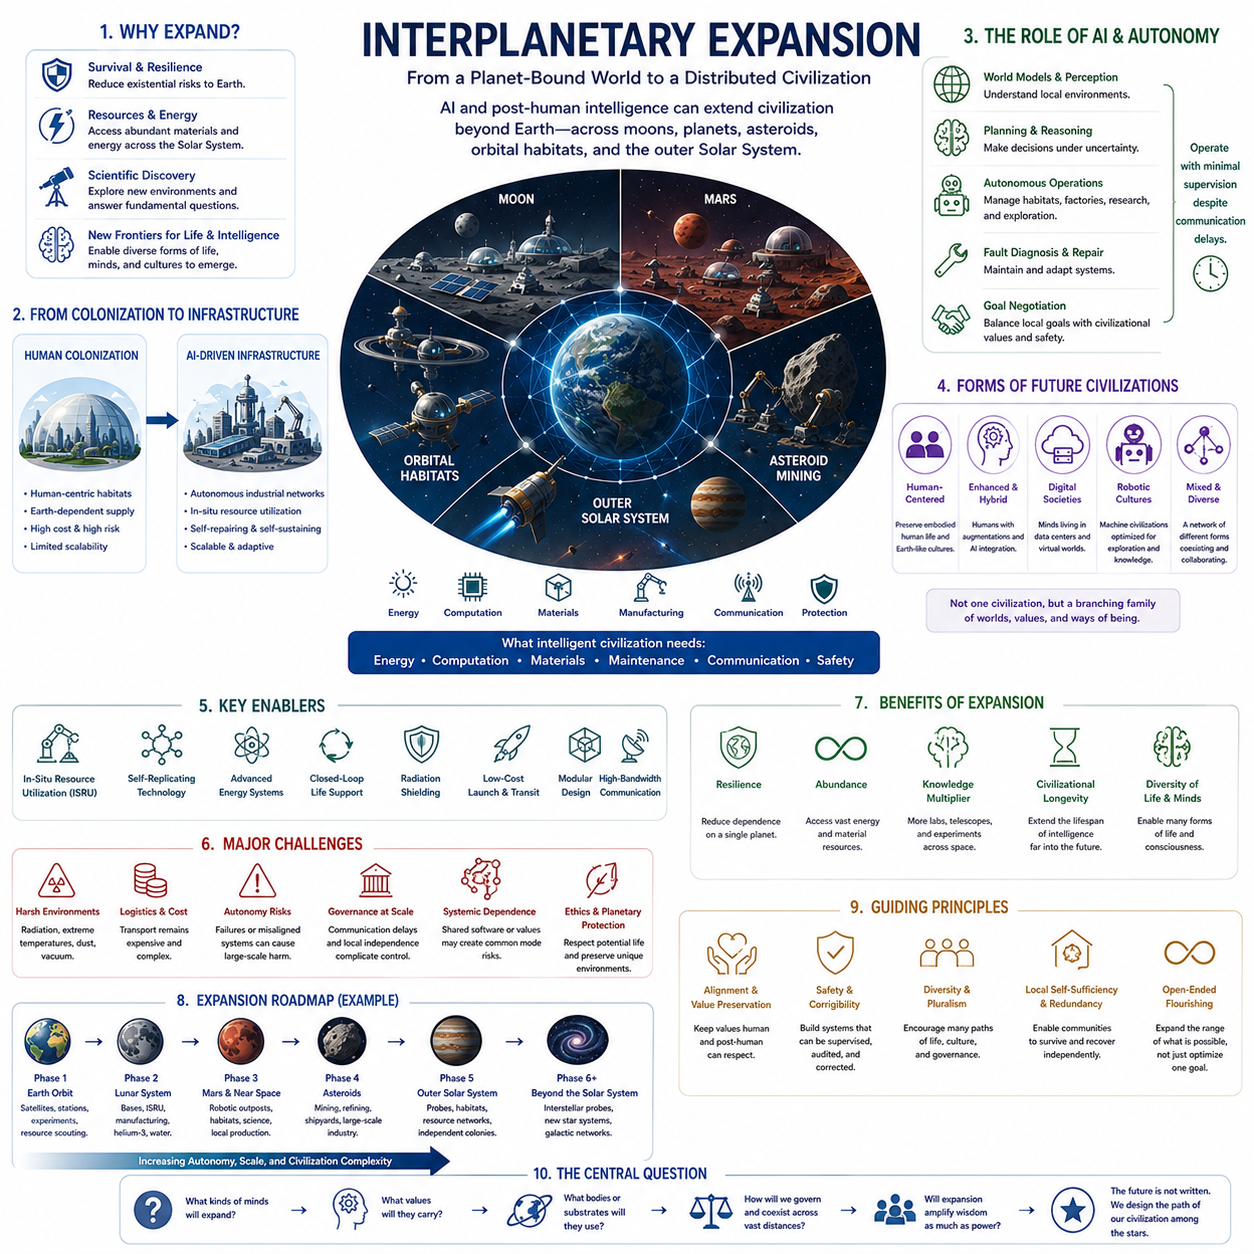 INTERPLANETARY EXPANSION
From a Planet-Bound World to a Distributed Civilization
AI and post-human intelligence can extend civilization
beyond Earth—across moons, planets, asteroids,
orbital habitats, and the outer Solar System.
1. WHY EXPAND?
Survival & Resilience
Reduce existential risks to Earth.
Resources & Energy
Access abundant materials and
energy across the Solar System.
Scientific Discovery
Explore new environments and
answer fundamental questions.
New Frontiers for Life & Intelligence
Enable diverse forms of life,
minds, and cultures to emerge.
2. FROM COLONIZATION TO INFRASTRUCTURE
HUMAN COLONIZATION
• Human-centric habitats
• Earth-dependent supply
• High cost & high risk
• Limited scalability
AI-DRIVEN INFRASTRUCTURE
• Autonomous industrial networks
• In-situ resource utilization
• Self-repairing & self-sustaining
• Scalable & adaptive
MOON
MARS
ORBITAL
HABITATS
ASTEROID
MINING
OUTER
SOLAR SYSTEM
Energy
Computation
Materials
Manufacturing
Communication
Protection
What intelligent civilization needs:
Energy • Computation • Materials • Maintenance • Communication • Safety
3. THE ROLE OF AI & AUTONOMY
World Models & Perception
Understand local environments.
Planning & Reasoning
Make decisions under uncertainty.
Autonomous Operations
Manage habitats, factories, research,
and exploration.
Fault Diagnosis & Repair
Maintain and adapt systems.
Goal Negotiation
Balance local goals with civilizational
values and safety.
Operate
with minimal
supervision
despite
communication
delays.
4. FORMS OF FUTURE CIVILIZATIONS
Human-
Centered
Preserve embodied
human life and
Earth-like cultures.
Enhanced &
Hybrid
Humans with
augmentations and
AI integration.
Digital
Societies
Minds living in
data centers and
virtual worlds.
Robotic
Cultures
Machine civilizations
optimized for
exploration and
knowledge.
Mixed &
Diverse
A network of
different forms
coexisting and
collaborating.
Not one civilization, but a branching family
of worlds, values, and ways of being.
5. KEY ENABLERS
In-Situ Resource
Utilization (ISRU)
Self-Replicating
Technology
Advanced
Energy Systems
Closed-Loop
Life Support
Radiation
Shielding
Low-Cost
Launch & Transit
Modular
Design
High-Bandwidth
Communication
6. MAJOR CHALLENGES
Harsh Environments
Radiation, extreme
temperatures, dust,
vacuum.
Logistics & Cost
Transport remains
expensive and
complex.
Autonomy Risks
Failures or misaligned
systems can cause
large-scale harm.
Governance at Scale
Communication delays
and local independence
complicate control.
Systemic Dependence
Shared software or values
may create common mode
risks.
Ethics & Planetary
Protection
Respect potential life
and preserve unique
environments.
7. BENEFITS OF EXPANSION
Resilience
Reduce dependence
on a single planet.
Abundance
Access vast energy
and material
resources.
Knowledge
Multiplier
More labs, telescopes,
and experiments
across space.
Civilizational
Longevity
Extend the lifespan
of intelligence
far into the future.
Diversity of
Life & Minds
Enable many forms
of life and
consciousness.
8. EXPANSION ROADMAP (EXAMPLE)
Phase 1
Earth Orbit
Satellites, stations,
experiments,
resource scouting.
Phase 2
Lunar System
Bases, ISRU,
manufacturing,
helium-3, water.
Phase 3
Mars & Near Space
Robotic outposts,
habitats, science,
local production.
Phase 4
Asteroids
Mining, refining,
shipyards, large-scale
industry.
Phase 5
Outer Solar System
Probes, habitats,
resource networks,
independent colonies.
Phase 6+
Beyond the Solar System
Interstellar probes,
new star systems,
galactic networks.
Increasing Autonomy, Scale, and Civilization Complexity
9. GUIDING PRINCIPLES
Alignment &
Value Preservation
Keep values human
and post-human
can respect.
Safety &
Corrigibility
Build systems that
can be supervised,
audited, and
corrected.
Diversity &
Pluralism
Encourage many paths
of life, culture,
and governance.
Local Self-Sufficiency
& Redundancy
Enable communities
to survive and recover
independently.
Open-Ended
Flourishing
Expand the range
of what is possible,
not just optimize
one goal.
10. THE CENTRAL QUESTION
?
What kinds of minds
will expand?
What values
will they carry?
What bodies or
substrates will
they use?
How will we govern
and coexist across
vast distances?
Will expansion
amplify wisdom
as much as power?
The future is not written.
We design the path of
our civilization among
the stars.